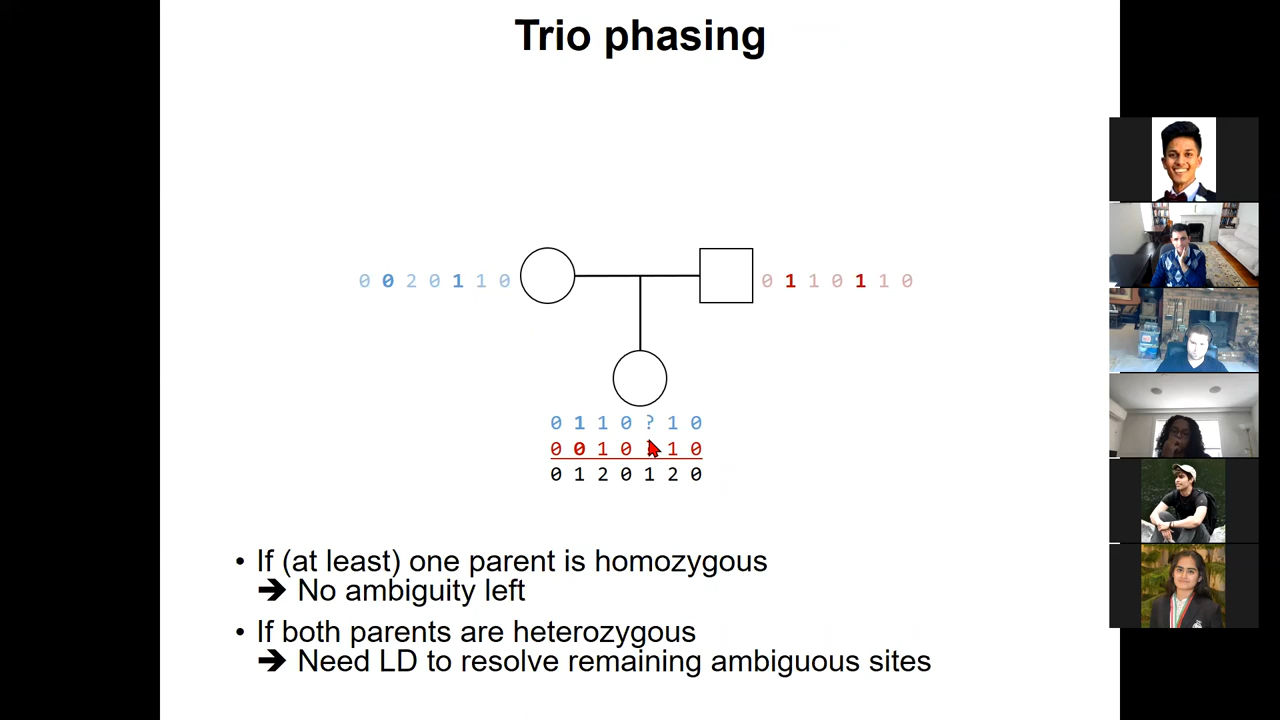 Trio phasing
0 0 2 0 1 1 0
0 1 1 0 1 1 0
0 1 1 0 ? 1 0
0 0 1 0 1 0
0 1 2 0 1 2 0
• If (at least) one parent is homozygous
➔ No ambiguity left
• If both parents are heterozygous
➔ Need LD to resolve remaining ambiguous sites